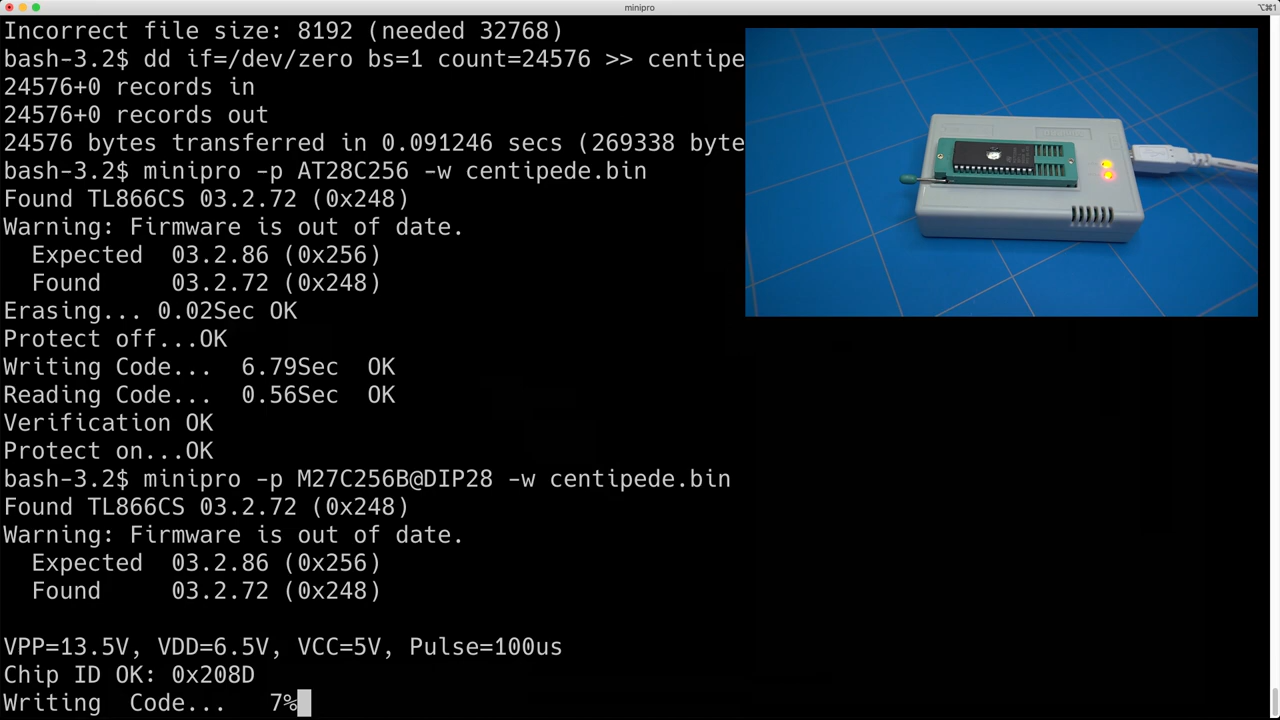 minipro
⌥⌘1
Incorrect file size: 8192 (needed 32768)
bash-3.2$ dd if=/dev/zero bs=1 count=24576 >> centipe
24576+0 records in
24576+0 records out
24576 bytes transferred in 0.091246 secs (269338 byte
bash-3.2$ minipro -p AT28C256 -w centipede.bin
Found TL866CS 03.2.72 (0x248)
Warning: Firmware is out of date.
  Expected  03.2.86 (0x256)
  Found     03.2.72 (0x248)
Erasing... 0.02Sec OK
Protect off...OK
Writing Code...  6.79Sec  OK
Reading Code...  0.56Sec  OK
Verification OK
Protect on...OK
bash-3.2$ minipro -p M27C256B@DIP28 -w centipede.bin
Found TL866CS 03.2.72 (0x248)
Warning: Firmware is out of date.
  Expected  03.2.86 (0x256)
  Found     03.2.72 (0x248)
VPP=13.5V, VDD=6.5V, VCC=5V, Pulse=100us
Chip ID OK: 0x208D
Writing  Code...   7%